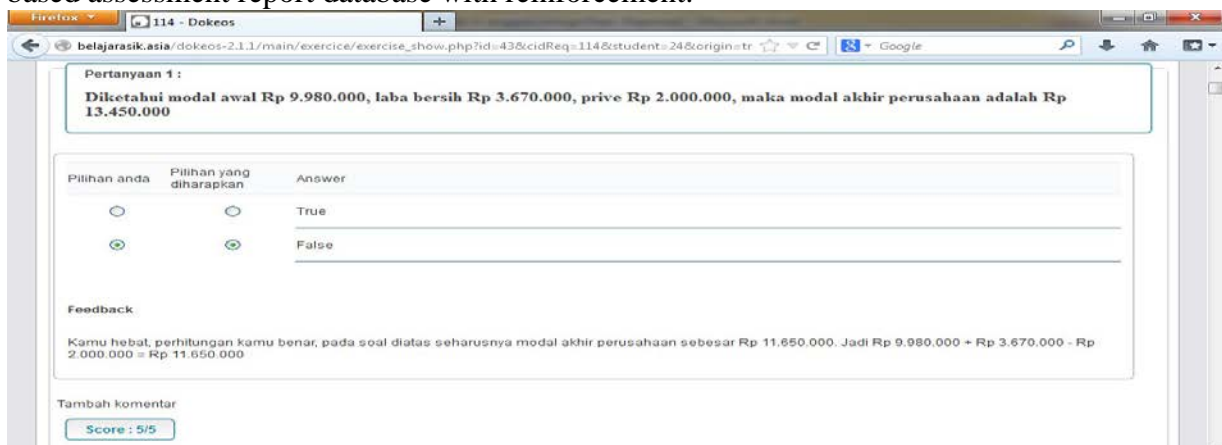 based assessment report database with reinforcement.
Firefox
114 - Dokeos
+
belajarasik.asia/dokeos-2.1.1/main/exercice/exercise_show.php?id=43&cidReq=114&student=24&origin=tr
Google
Pertanyaan 1 :
Diketahui modal awal Rp 9.980.000, laba bersih Rp 3.670.000, prive Rp 2.000.000, maka modal akhir perusahaan adalah Rp
13.450.000
Pilihan anda
Pilihan yang
diharapkan
Answer
True
False
Feedback
Kamu hebat, perhitungan kamu benar, pada soal diatas seharusnya modal akhir perusahaan sebesar Rp 11.650.000. Jadi Rp 9.980.000 + Rp 3.670.000 - Rp
2.000.000 = Rp 11.650.000
Tambah komentar
Score : 5/5